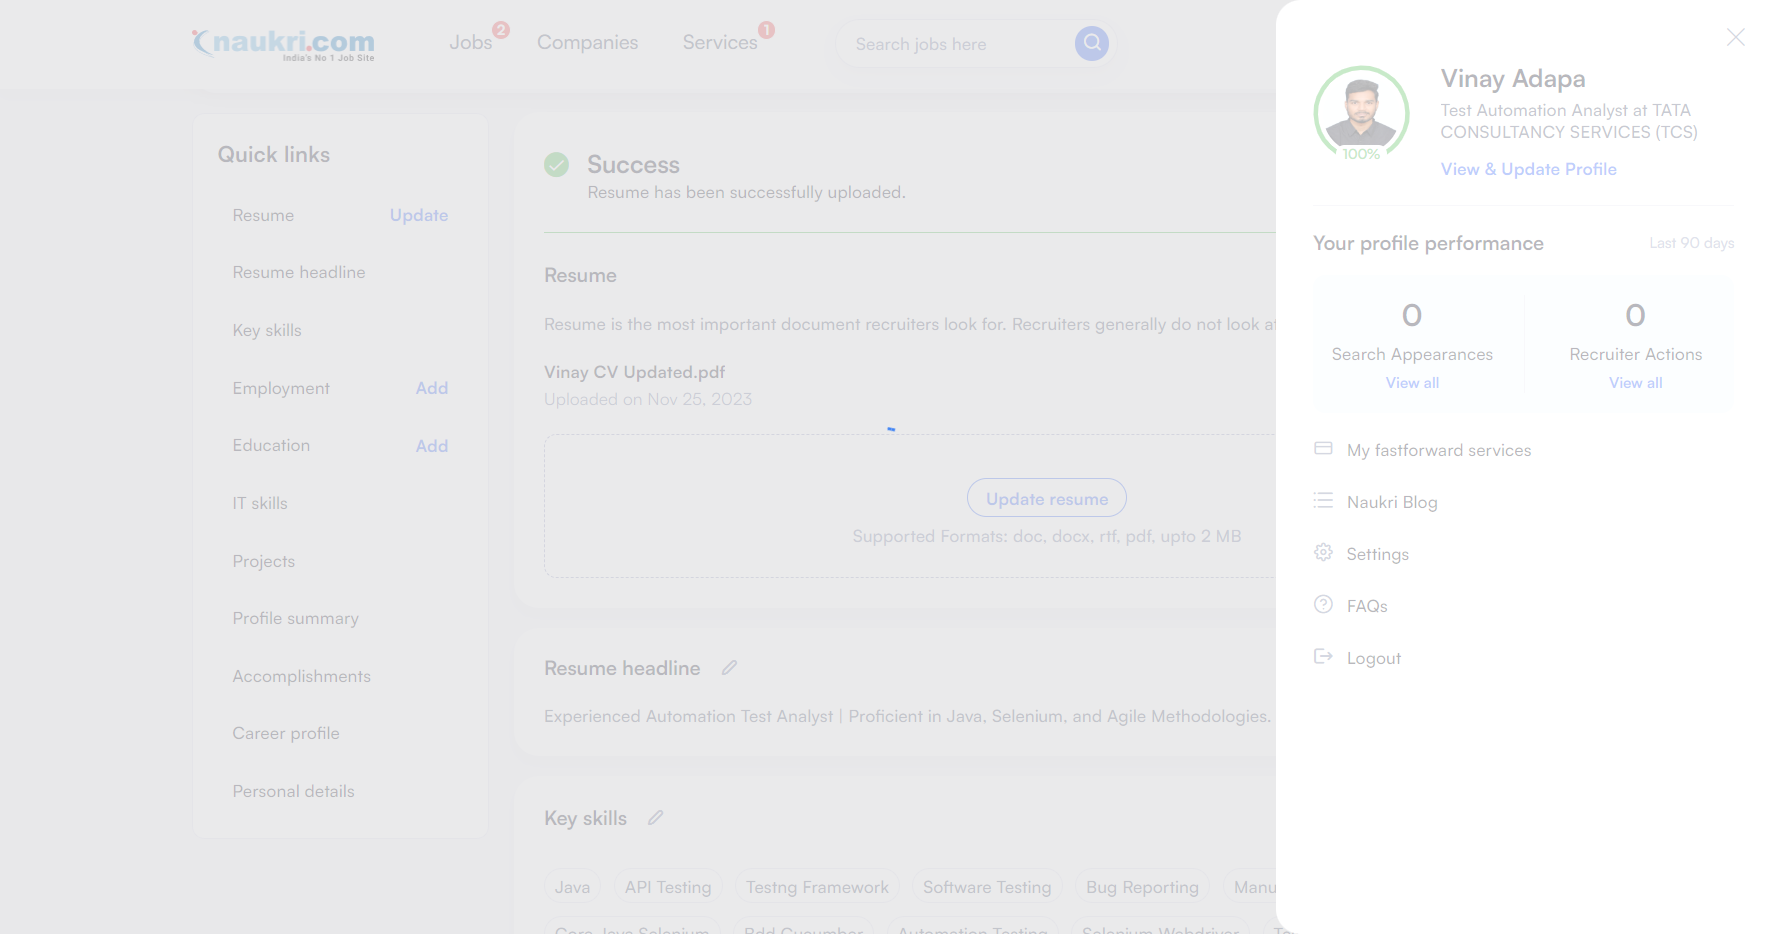 naukri.com
India's No 1 Job Site
Jobs 2
Companies
Services 1
Search jobs here
Quick links
Resume Update
Resume headline
Key skills
Employment Add
Education Add
IT skills
Projects
Profile summary
Accomplishments
Career profile
Personal details
Success
Resume has been successfully uploaded.
Resume
Resume is the most important document recruiters look for. Recruiters generally do not look at
Vinay CV Updated.pdf
Uploaded on Nov 25, 2023
Update resume
Supported Formats: doc, docx, rtf, pdf, upto 2 MB
Resume headline
Experienced Automation Test Analyst | Proficient in Java, Selenium, and Agile Methodologies.
Key skills
Java API Testing Testng Framework Software Testing Bug Reporting Manu
Core Java Selenium Bdd Cucumber Automation Testing Selenium Webdriver
Vinay Adapa
Test Automation Analyst at TATA
CONSULTANCY SERVICES (TCS)
100%
View & Update Profile
Your profile performance Last 90 days
0 0
Search Appearances Recruiter Actions
View all View all
My fastforward services
Naukri Blog
Settings
FAQs
Logout